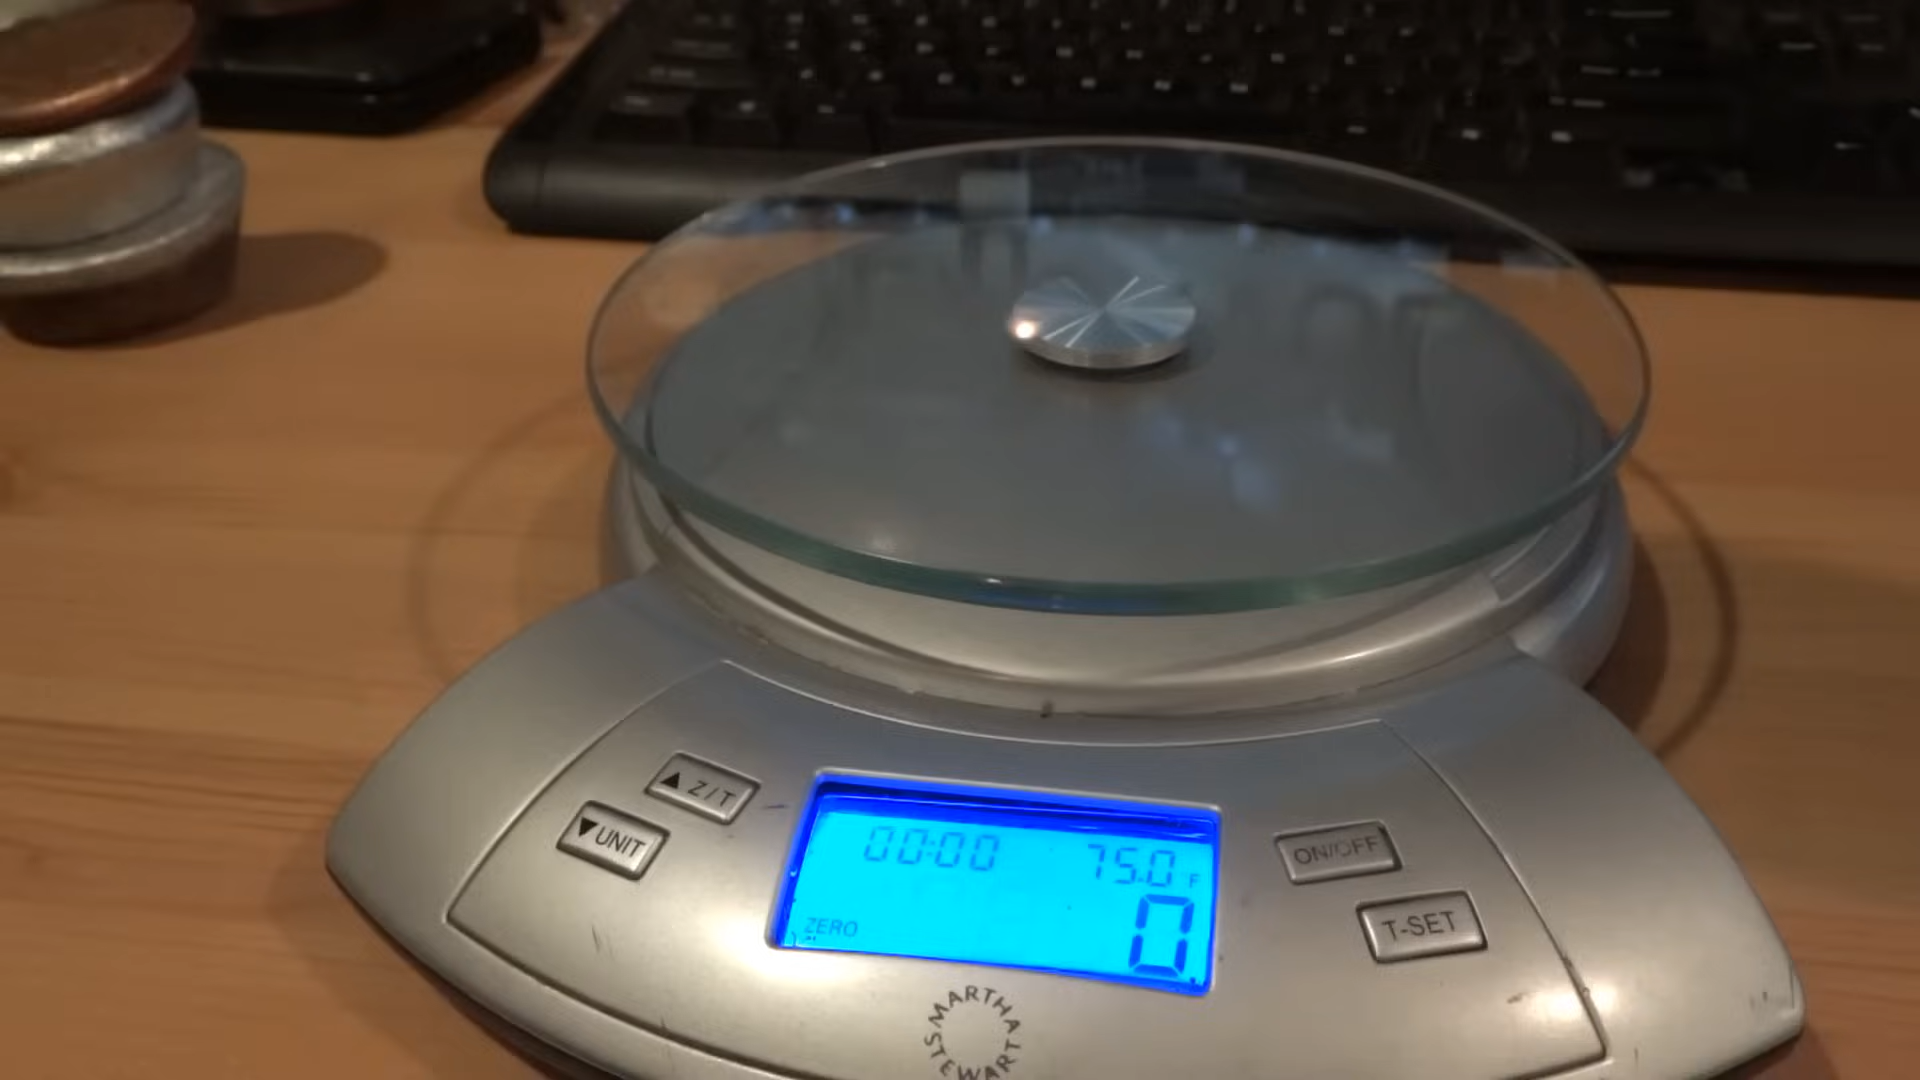 ▲ Z/T
▼ UNIT
00:00 75.0 F
ZERO
0
ON/OFF
T-SET
MARTHA STEWART